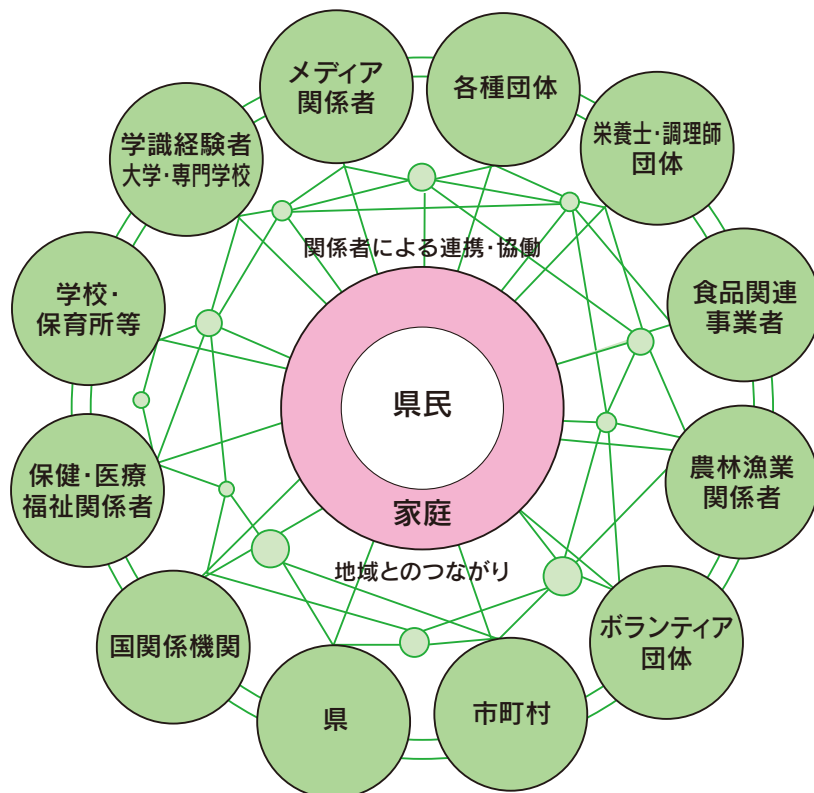 メディア
関係者
各種団体
栄養士・調理師
団体
学識経験者
大学・専門学校
関係者による連携・協働
学校・
保育所等
食品関連
事業者
県民
家庭
保健・医療
福祉関係者
農林漁業
関係者
地域とのつながり
国関係機関
ボランティア
団体
県
市町村